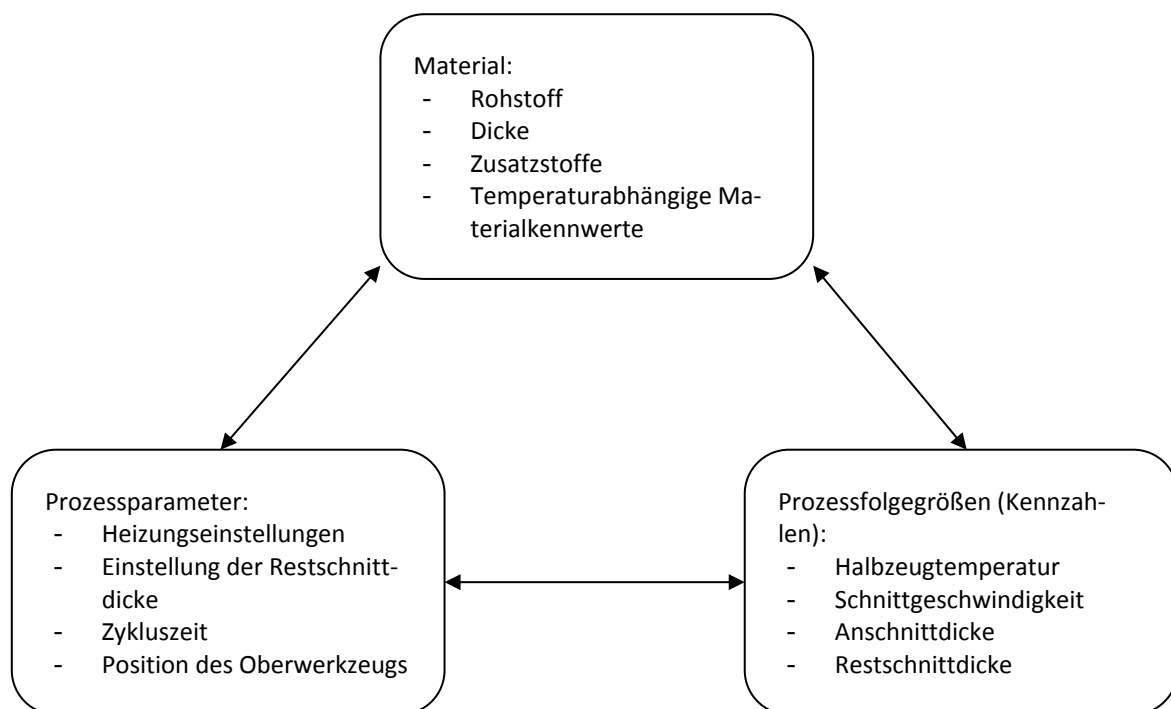 Material:
- Rohstoff
- Dicke
- Zusatzstoffe
- Temperaturabhängige Ma-
terialkennwerte
Prozessparameter:
- Heizungseinstellungen
- Einstellung der Restschnitt-
dicke
- Zykluszeit
- Position des Oberwerkzeugs
Prozessfolgegrößen (Kennzah-
len):
- Halbzeugtemperatur
- Schnittgeschwindigkeit
- Anschnittdicke
- Restschnittdicke